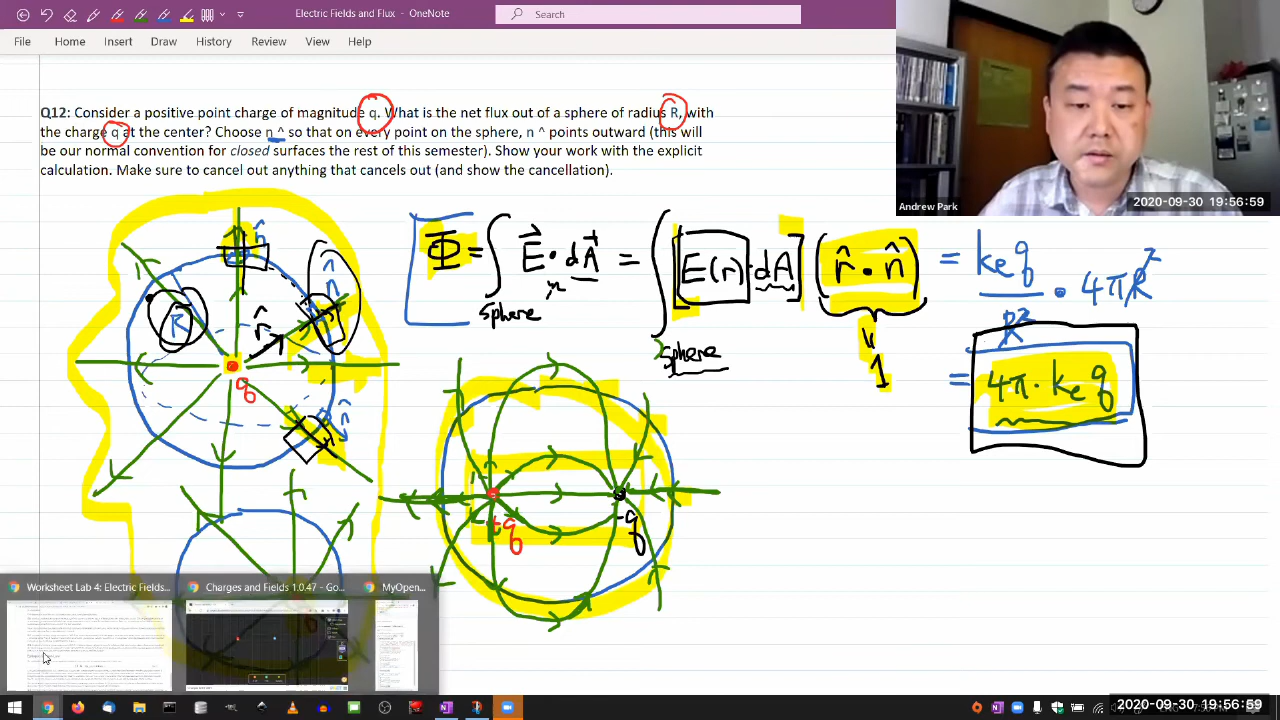 Electric Fields and Flux - OneNote
Search
File Home Insert Draw History Review View Help
Q12: Consider a positive point charge of magnitude q. What is the net flux out of a sphere of radius R, with
the charge q at the center? Choose n ^ so that on every point on the sphere, n ^ points outward (this will
be our normal convention for closed surfaces the rest of this semester). Show your work with the explicit
calculation. Make sure to cancel out anything that cancels out (and show the cancellation).
Andrew Park
2020-09-30 19:56:59
Φ = ∫ E⃗ · dA⃗ = ∫ [E(r) · dA] (r̂ · n̂) = keq / R² · 4πR²
sphere
sphere
1
= 4π · keq
n̂
n̂
R
r̂
q
n̂
+q
-q
Worksheet Lab 4: Electric Fields...
Charges and Fields 1.0.47 - Go...
MyOpen...
2020-09-30 19:56:59